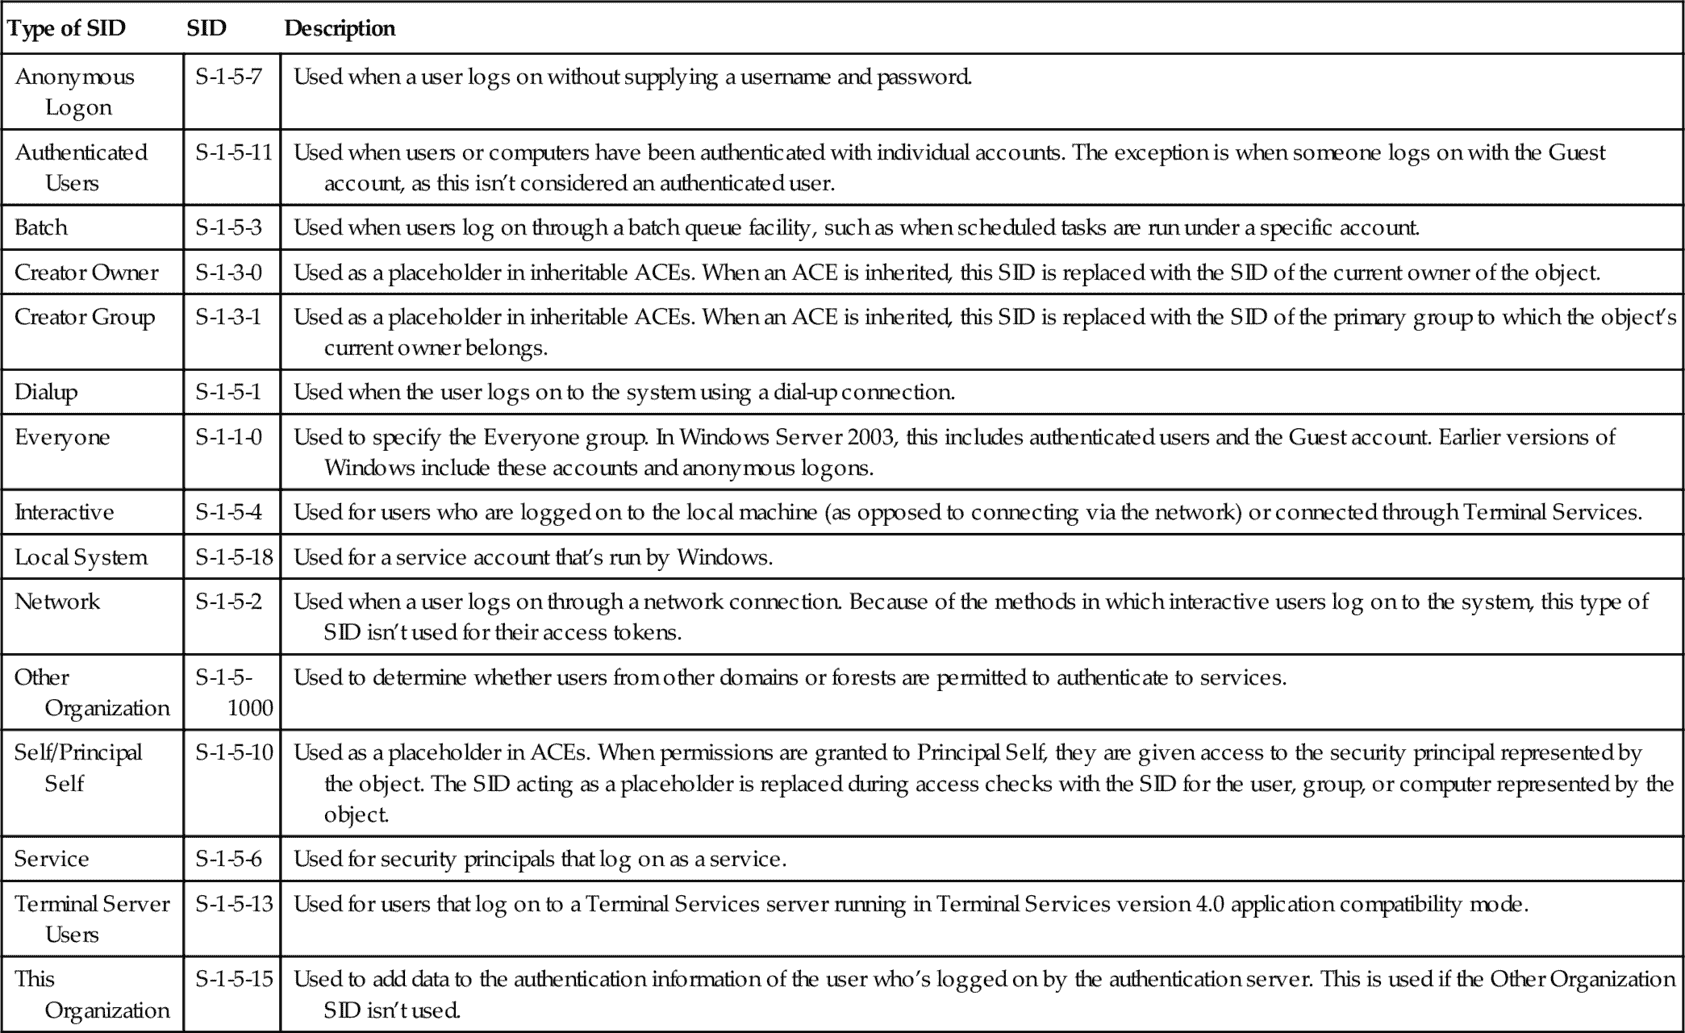 Type of SID SID Description
Anonymous S-1-5-7 Used when a user logs on without supplying a username and password.
Logon
Authenticated S-1-5-11 Used when users or computers have been authenticated with individual accounts. The exception is when someone logs on with the Guest
Users account, as this isn’t considered an authenticated user.
Batch S-1-5-3 Used when users log on through a batch queue facility, such as when scheduled tasks are run under a specific account.
Creator Owner S-1-3-0 Used as a placeholder in inheritable ACEs. When an ACE is inherited, this SID is replaced with the SID of the current owner of the object.
Creator Group S-1-3-1 Used as a placeholder in inheritable ACEs. When an ACE is inherited, this SID is replaced with the SID of the primary group to which the object’s
current owner belongs.
Dialup S-1-5-1 Used when the user logs on to the system using a dial-up connection.
Everyone S-1-1-0 Used to specify the Everyone group. In Windows Server 2003, this includes authenticated users and the Guest account. Earlier versions of
Windows include these accounts and anonymous logons.
Interactive S-1-5-4 Used for users who are logged on to the local machine (as opposed to connecting via the network) or connected through Terminal Services.
Local System S-1-5-18 Used for a service account that’s run by Windows.
Network S-1-5-2 Used when a user logs on through a network connection. Because of the methods in which interactive users log on to the system, this type of
SID isn’t used for their access tokens.
Other S-1-5- Used to determine whether users from other domains or forests are permitted to authenticate to services.
Organization 1000
Self/Principal S-1-5-10 Used as a placeholder in ACEs. When permissions are granted to Principal Self, they are given access to the security principal represented by
Self the object. The SID acting as a placeholder is replaced during access checks with the SID for the user, group, or computer represented by the
object.
Service S-1-5-6 Used for security principals that log on as a service.
Terminal Server S-1-5-13 Used for users that log on to a Terminal Services server running in Terminal Services version 4.0 application compatibility mode.
Users
This S-1-5-15 Used to add data to the authentication information of the user who’s logged on by the authentication server. This is used if the Other Organization
Organization SID isn’t used.